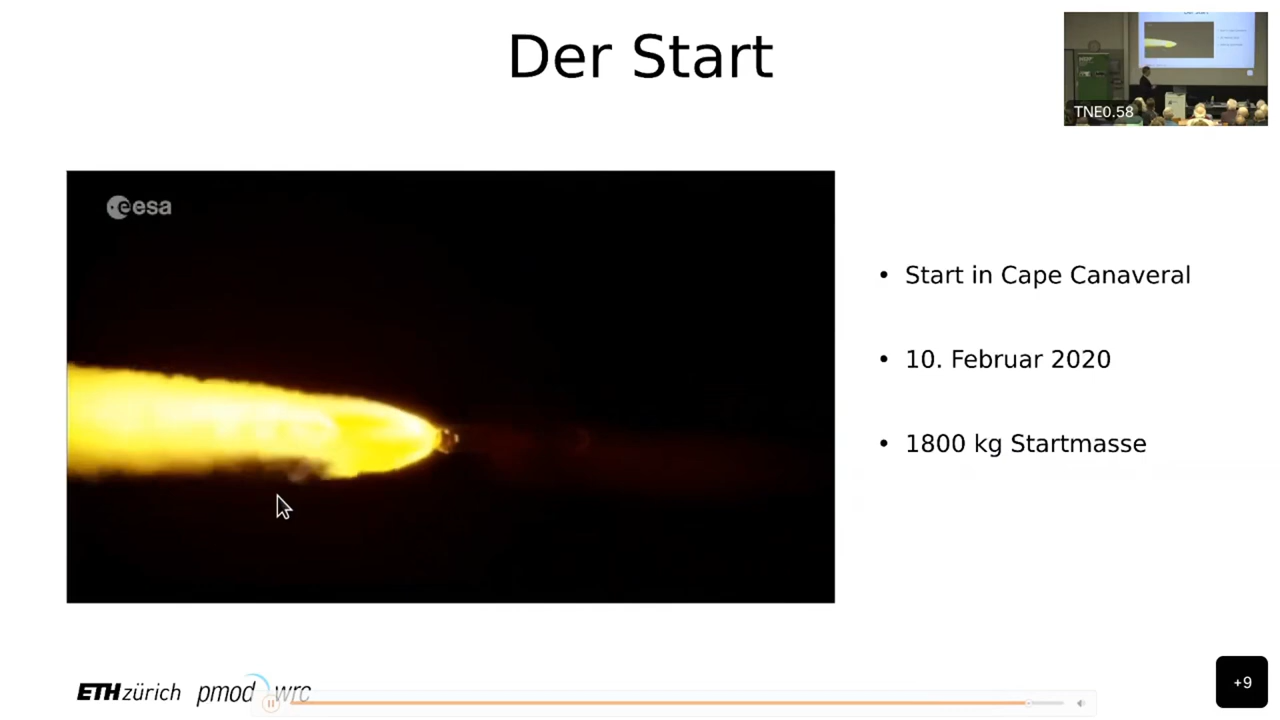 Der Start
TNE0.58
esa
• Start in Cape Canaveral
• 10. Februar 2020
• 1800 kg Startmasse
ETH zürich pmod wrc
+9